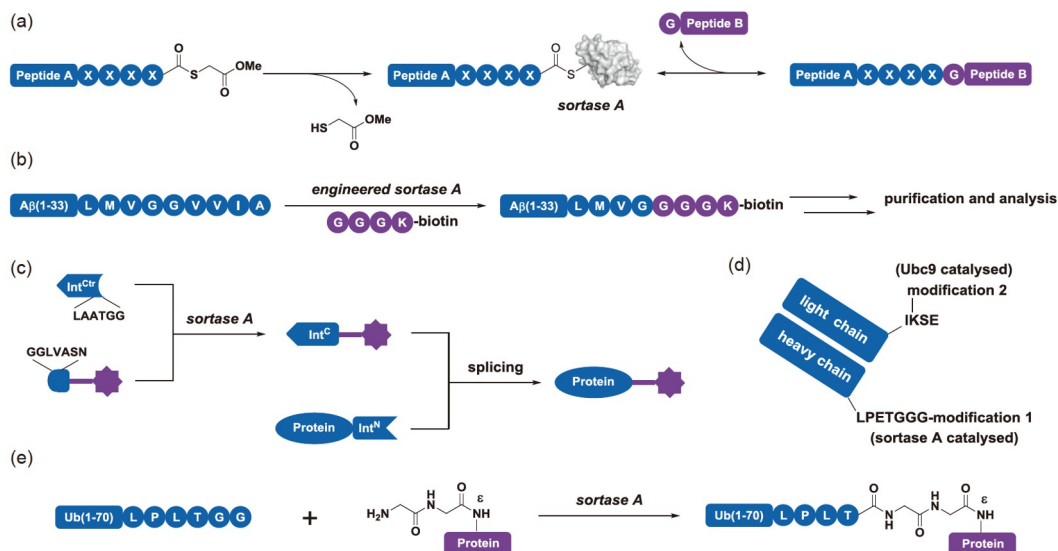 (a)
G Peptide B
Peptide A X X X X O S O OMe
Peptide A X X X X O S
sortase A
Peptide A X X X X G Peptide B
HS OMe O
(b)
Aβ(1-33) L M V G G V V I A
engineered sortase A
G G G K -biotin
Aβ(1-33) L M V G G G G K -biotin
purification and analysis
(c)
Int Ctr
LAATGG
GGLVASN
sortase A
Int C
Protein Int N
splicing
Protein
(d)
(Ubc9 catalysed)
modification 2
IKSE
light chain
heavy chain
LPETGGG-modification 1
(sortase A catalysed)
(e)
Ub(1-70) L P L T G G
+
H₂N O H N O ε NH
Protein
sortase A
Ub(1-70) L P L T O N H O H N O ε NH
Protein